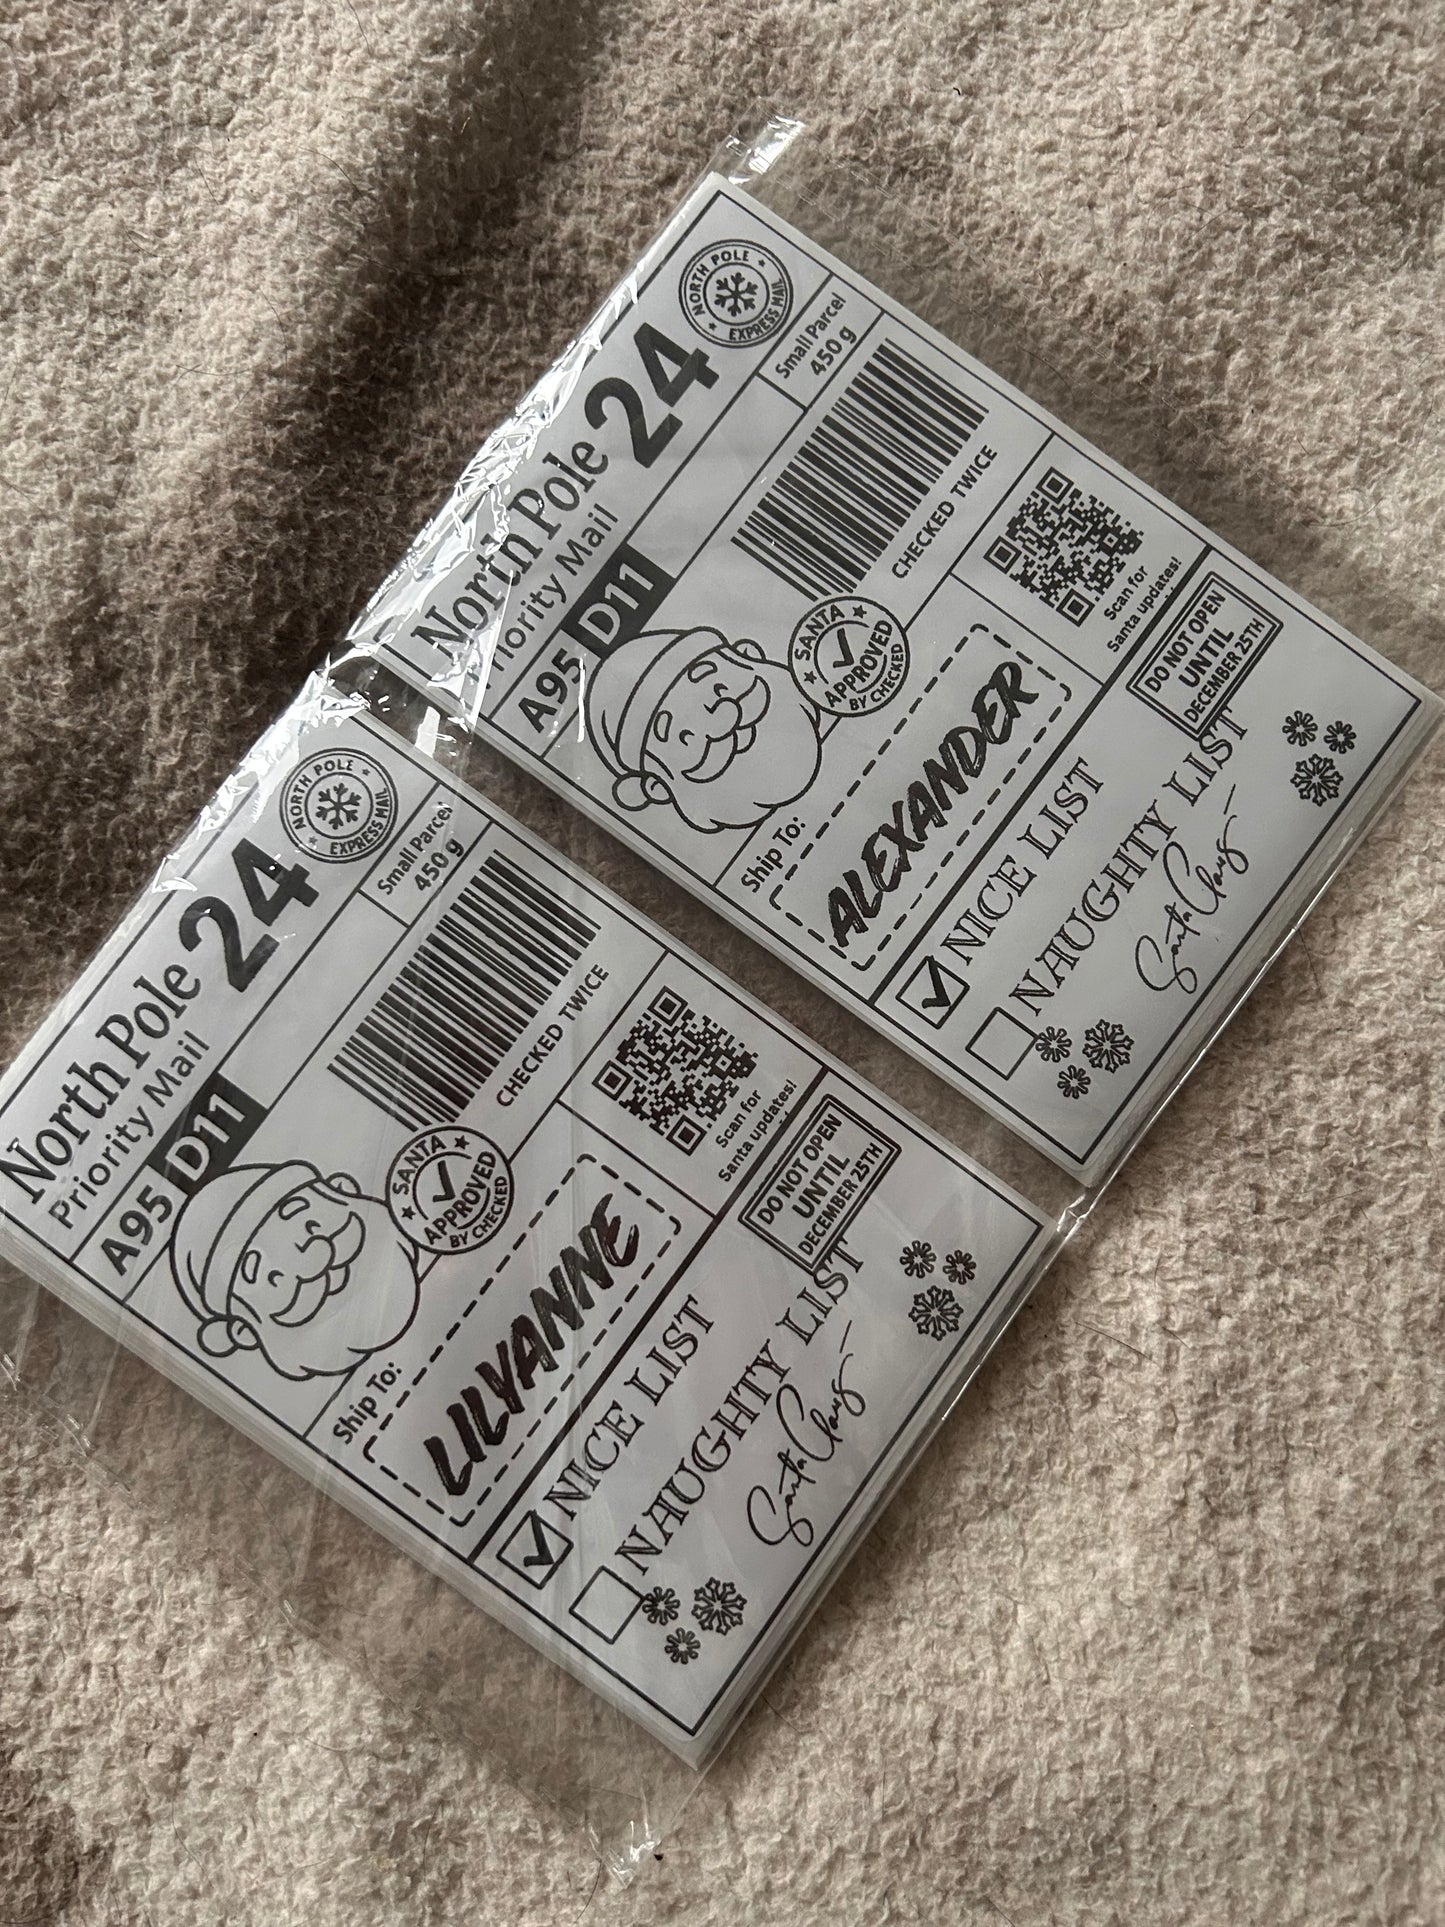 NORTH POLE
EXPRESS MAIL
North Pole 24
Priority Mail
A95 D11
Small Parcel
450 g
CHECKED TWICE
SANTA
APPROVED
BY CHECKED
Scan for
Santa updates!
Ship To:
ALEXANDER
DO NOT OPEN
UNTIL
DECEMBER 25TH
NICE LIST
NAUGHTY LIST
Santa Claus
NORTH POLE
EXPRESS MAIL
North Pole 24
Priority Mail
A95 D11
Small Parcel
450 g
CHECKED TWICE
SANTA
APPROVED
BY CHECKED
Scan for
Santa updates!
Ship To:
LILYANNE
DO NOT OPEN
UNTIL
DECEMBER 25TH
NICE LIST
NAUGHTY LIST
Santa Claus